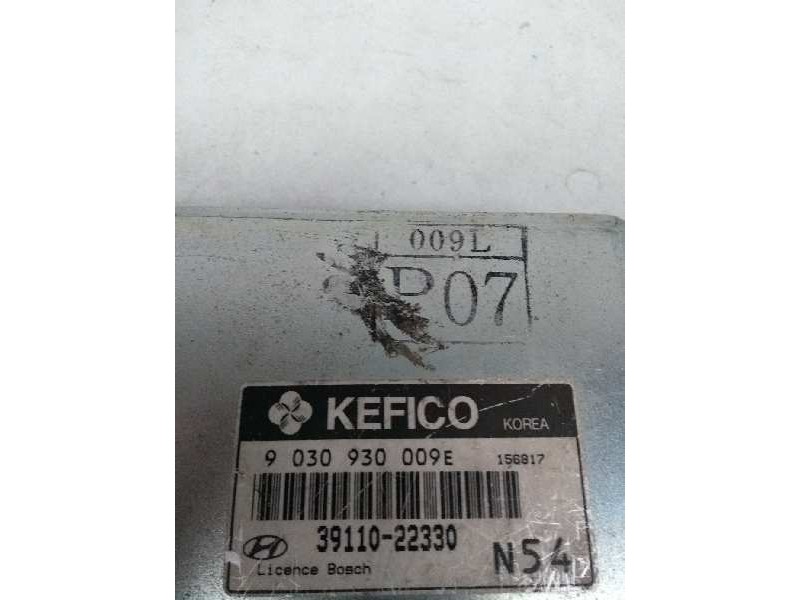 009L
P07
KEFICO
KOREA
9 030 930 009E
156817
39110-22330
Licence Bosch
N54